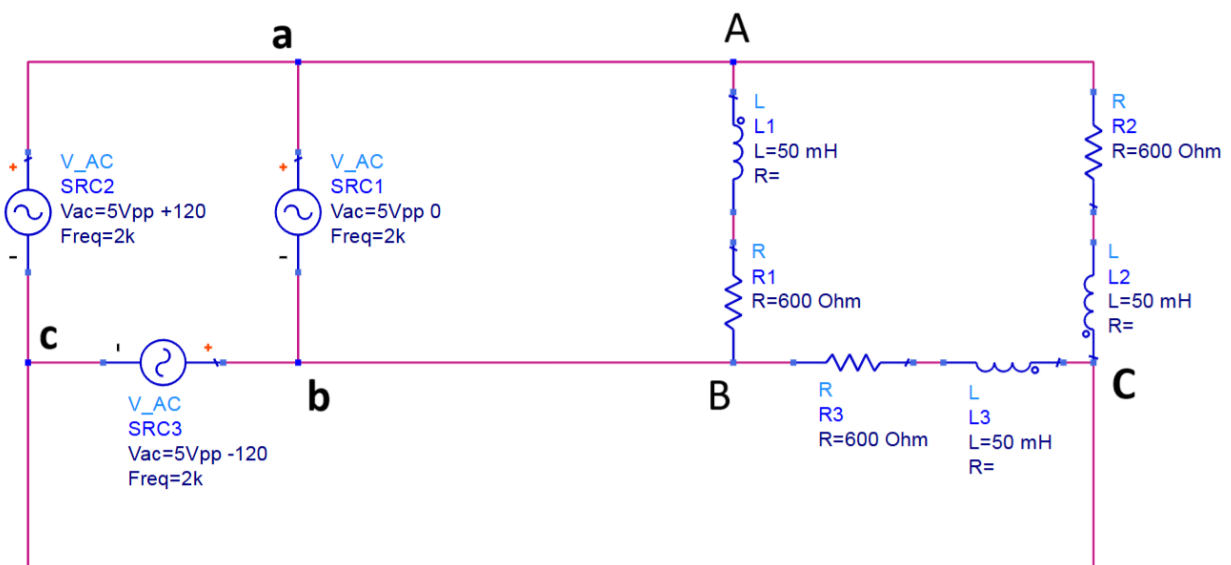 a
A
V_AC
SRC2
Vac=5Vpp +120
Freq=2k
V_AC
SRC1
Vac=5Vpp 0
Freq=2k
L
L1
L=50 mH
R=
R
R2
R=600 Ohm
R
R1
R=600 Ohm
L
L2
L=50 mH
R=
c
b
B
C
V_AC
SRC3
Vac=5Vpp -120
Freq=2k
R
R3
R=600 Ohm
L
L3
L=50 mH
R=